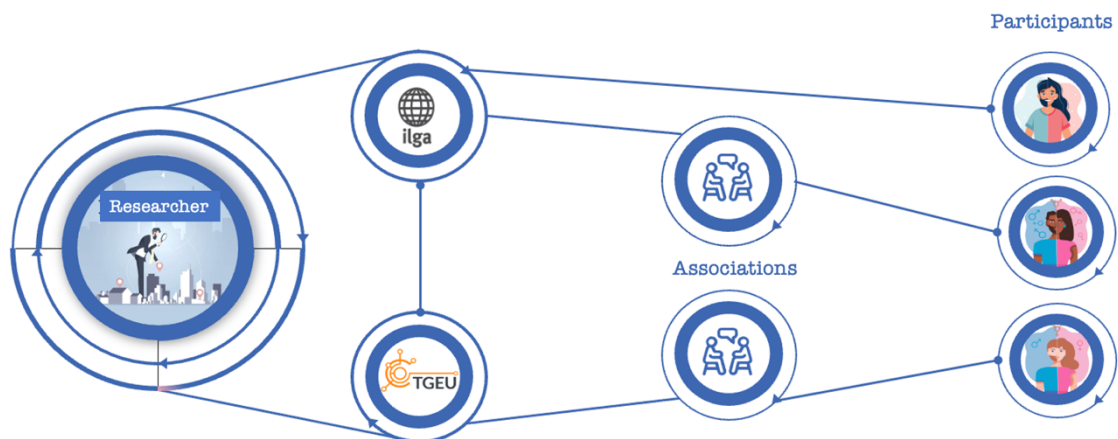 Participants
ilga
Researcher
Associations
TGEU